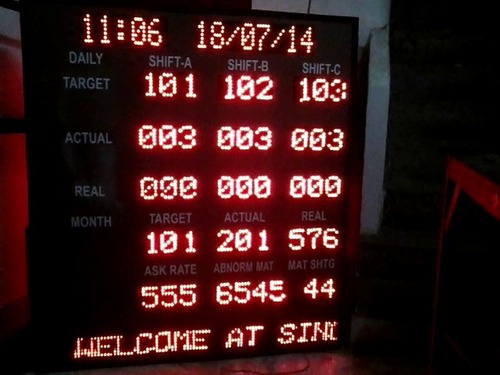 11:06 18/07/14
DAILY SHIFT-A SHIFT-B SHIFT-C
TARGET 101 102 103
ACTUAL 003 003 003
REAL 000 000 000
MONTH TARGET ACTUAL REAL
101 201 576
ASK RATE ABNORM MAT MAT SHTG
555 6545 44
WELCOME AT